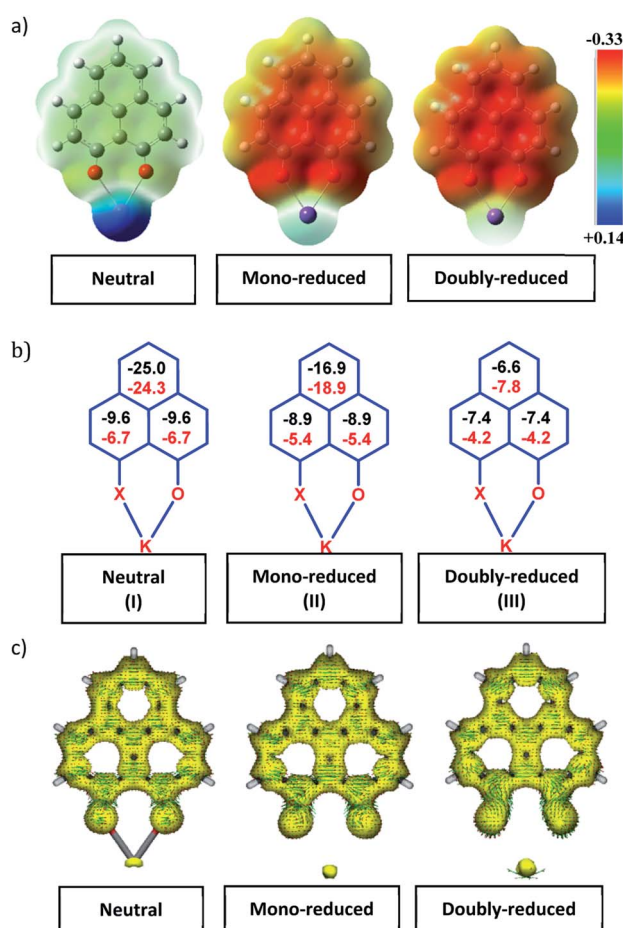 a)
-0.33
+0.14
Neutral
Mono-reduced
Doubly-reduced
b)
-25.0
-24.3
-9.6 -9.6
-6.7 -6.7
X O
K
Neutral
(I)
-16.9
-18.9
-8.9 -8.9
-5.4 -5.4
X O
K
Mono-reduced
(II)
-6.6
-7.8
-7.4 -7.4
-4.2 -4.2
X O
K
Doubly-reduced
(III)
c)
Neutral
Mono-reduced
Doubly-reduced